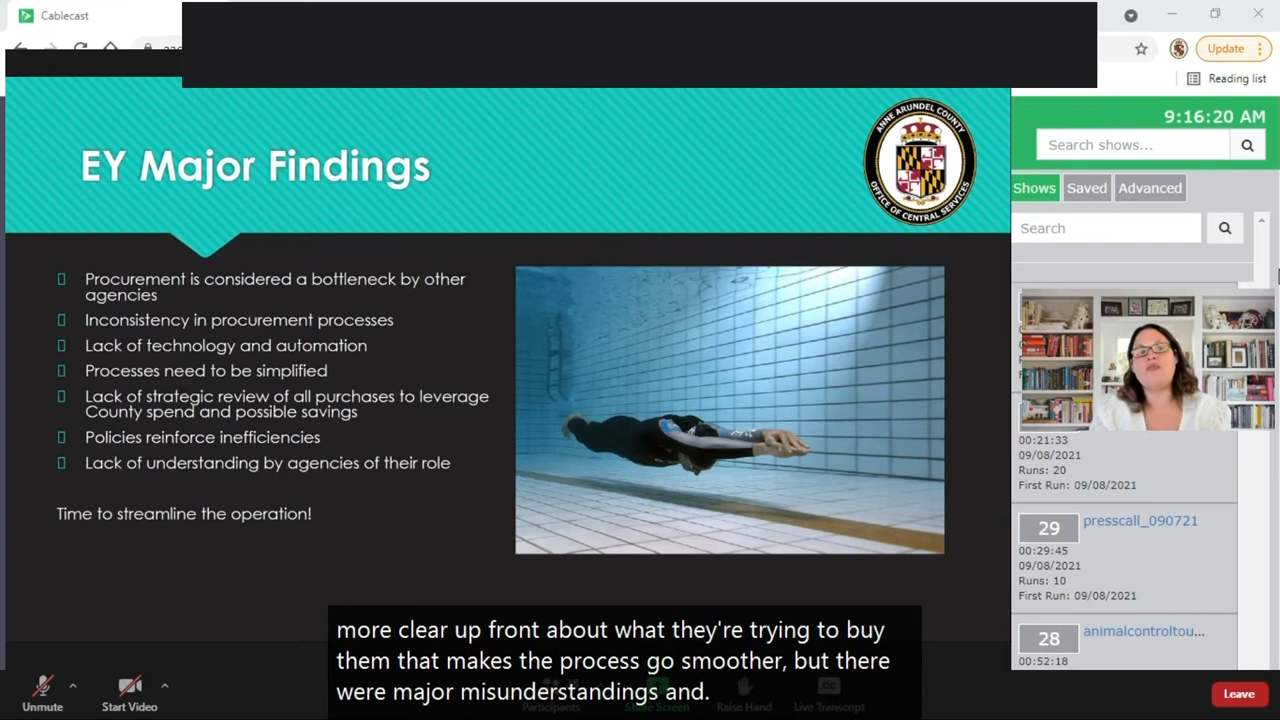 Cablecast
Update
Reading list
EY Major Findings
ANNE ARUNDEL COUNTY
OFFICE OF CENTRAL SERVICES
Procurement is considered a bottleneck by other
agencies
Inconsistency in procurement processes
Lack of technology and automation
Processes need to be simplified
Lack of strategic review of all purchases to leverage
County spend and possible savings
Policies reinforce inefficiencies
Lack of understanding by agencies of their role
Time to streamline the operation!
9:16:20 AM
Search shows...
Shows Saved Advanced
Search
00:21:33
09/08/2021
Runs: 20
First Run: 09/08/2021
29 presscall_090721
00:29:45
09/08/2021
Runs: 10
First Run: 09/08/2021
28 animalcontroltou...
00:52:18
more clear up front about what they're trying to buy
them that makes the process go smoother, but there
were major misunderstandings and.
Unmute Start Video Participants Share Screen Raise Hand Live Transcript Leave